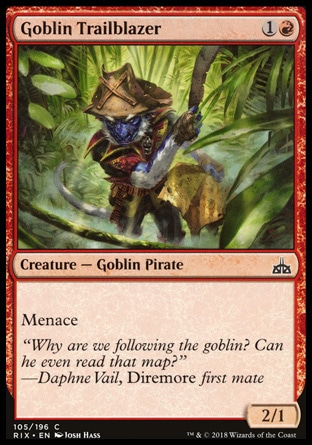 Goblin Trailblazer 1
Creature — Goblin Pirate
Menace
“Why are we following the goblin? Can
he even read that map?”
—Daphne Vail, Diremore first mate
2/1
105/196 C
RIX • EN Josh Hass
™ & © 2018 Wizards of the Coast